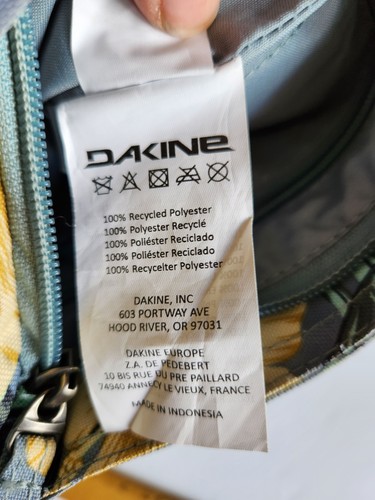 DAKINE
100% Recycled Polyester
100% Polyester Recyclé
100% Poliéster Reciclado
100% Poliéster Reciclado
100% Recycelter Polyester
DAKINE, INC
603 PORTWAY AVE
HOOD RIVER, OR 97031
DAKINE EUROPE
Z.A. DE PEDEBERT
10 BIS RUE DU PRE PAILLARD
74940 ANNECY LE VIEUX, FRANCE
MADE IN INDONESIA